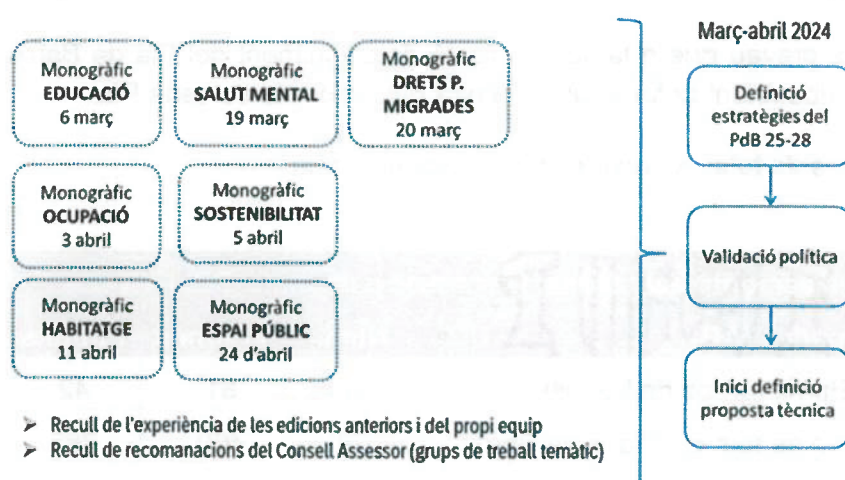 Monogràfic
EDUCACIÓ
6 març
Monogràfic
SALUT MENTAL
19 març
Monogràfic
DRETS P.
MIGRADES
20 març
Monogràfic
OCUPACIÓ
3 abril
Monogràfic
SOSTENIBILITAT
5 abril
Monogràfic
HABITATGE
11 abril
Monogràfic
ESPAI PÚBLIC
24 d'abril
➤ Recull de l'experiència de les edicions anteriors i del propi equip
➤ Recull de recomanacions del Consell Assessor (grups de treball temàtic)
Març-abril 2024
Definició
estratègies del
PdB 25-28
Validació política
Inici definició
proposta tècnica